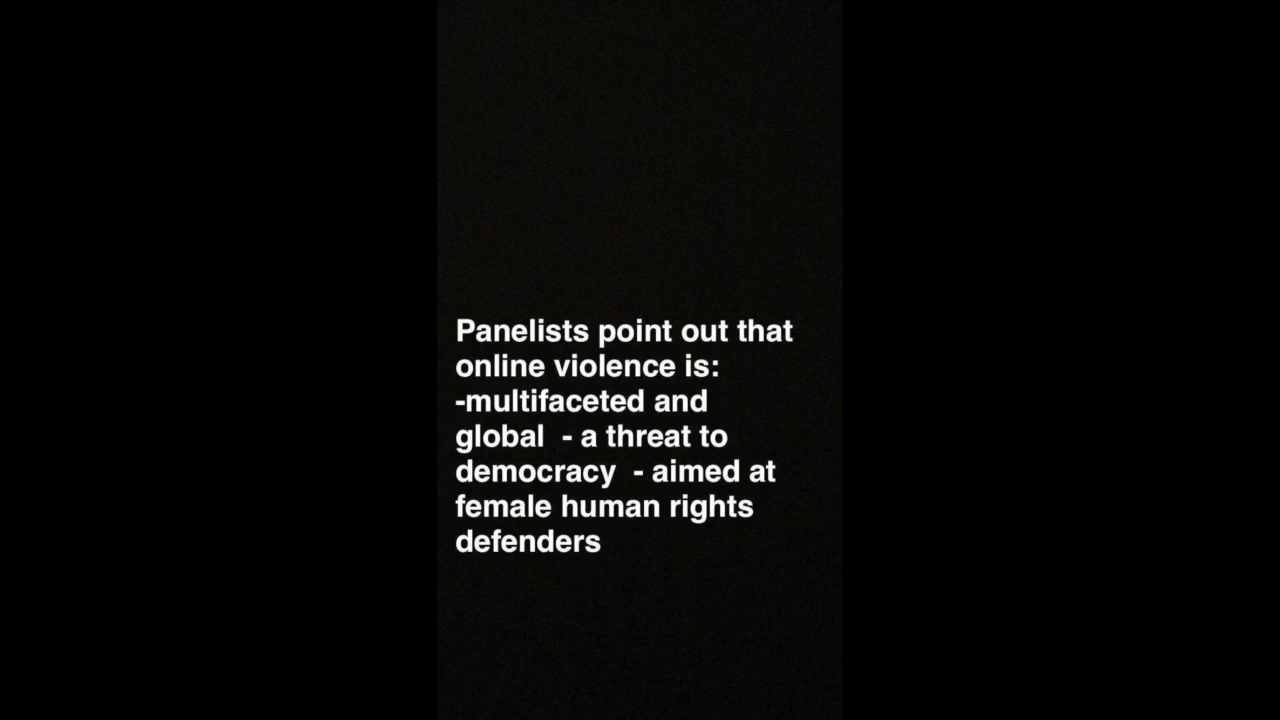 Panelists point out that
online violence is:
-multifaceted and
global  - a threat to
democracy  - aimed at
female human rights
defenders